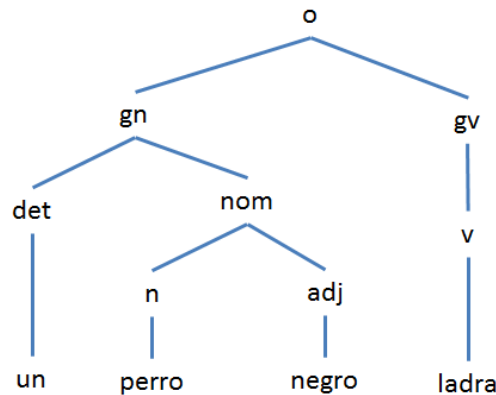 o
gn gv
det nom v
n adj
un perro negro ladra